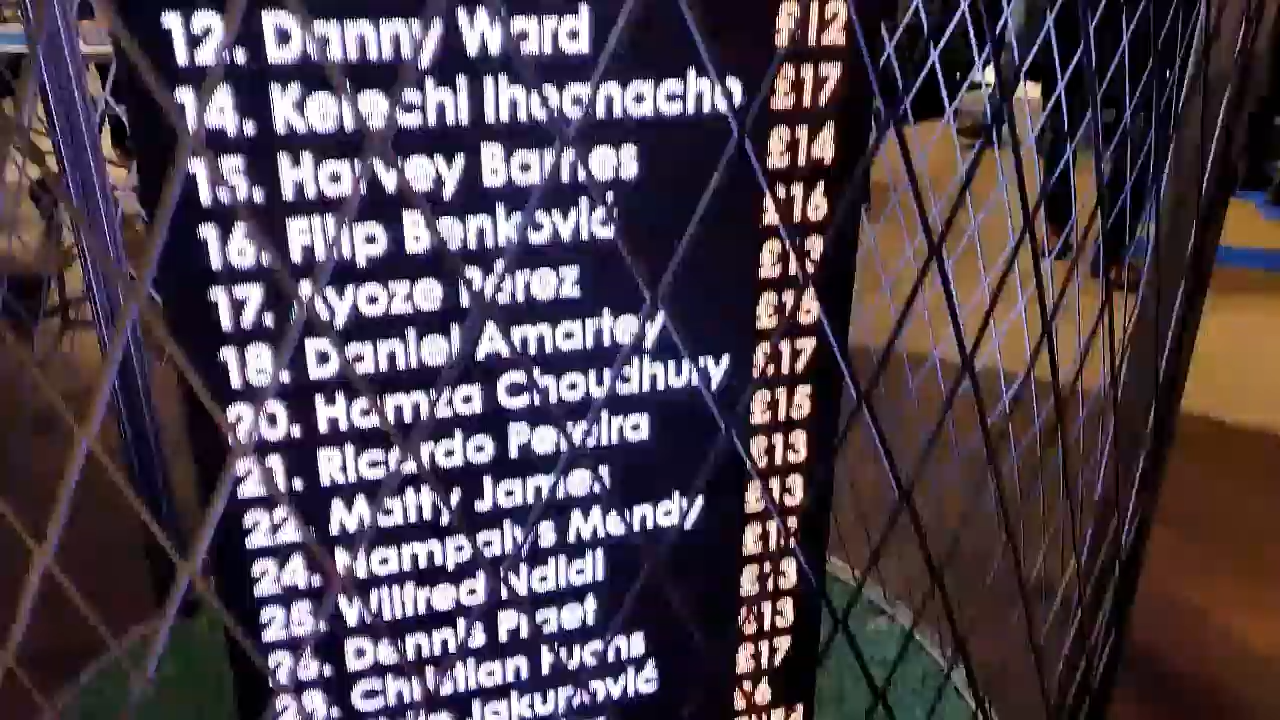 12. Danny Ward £12
14. Kelechi Iheanacho £17
15. Harvey Barnes £14
16. Filip Benković £16
17. Ayoze Pérez £13
18. Daniel Amartey
20. Hamza Choudhury £17
21. Ricardo Pereira £15
22. Matty James £13
24. Nampalys Mendy £13
25. Wilfred Ndidi
26. Dennis Praet £13
Christian Fuchs £13
Jakupović £17